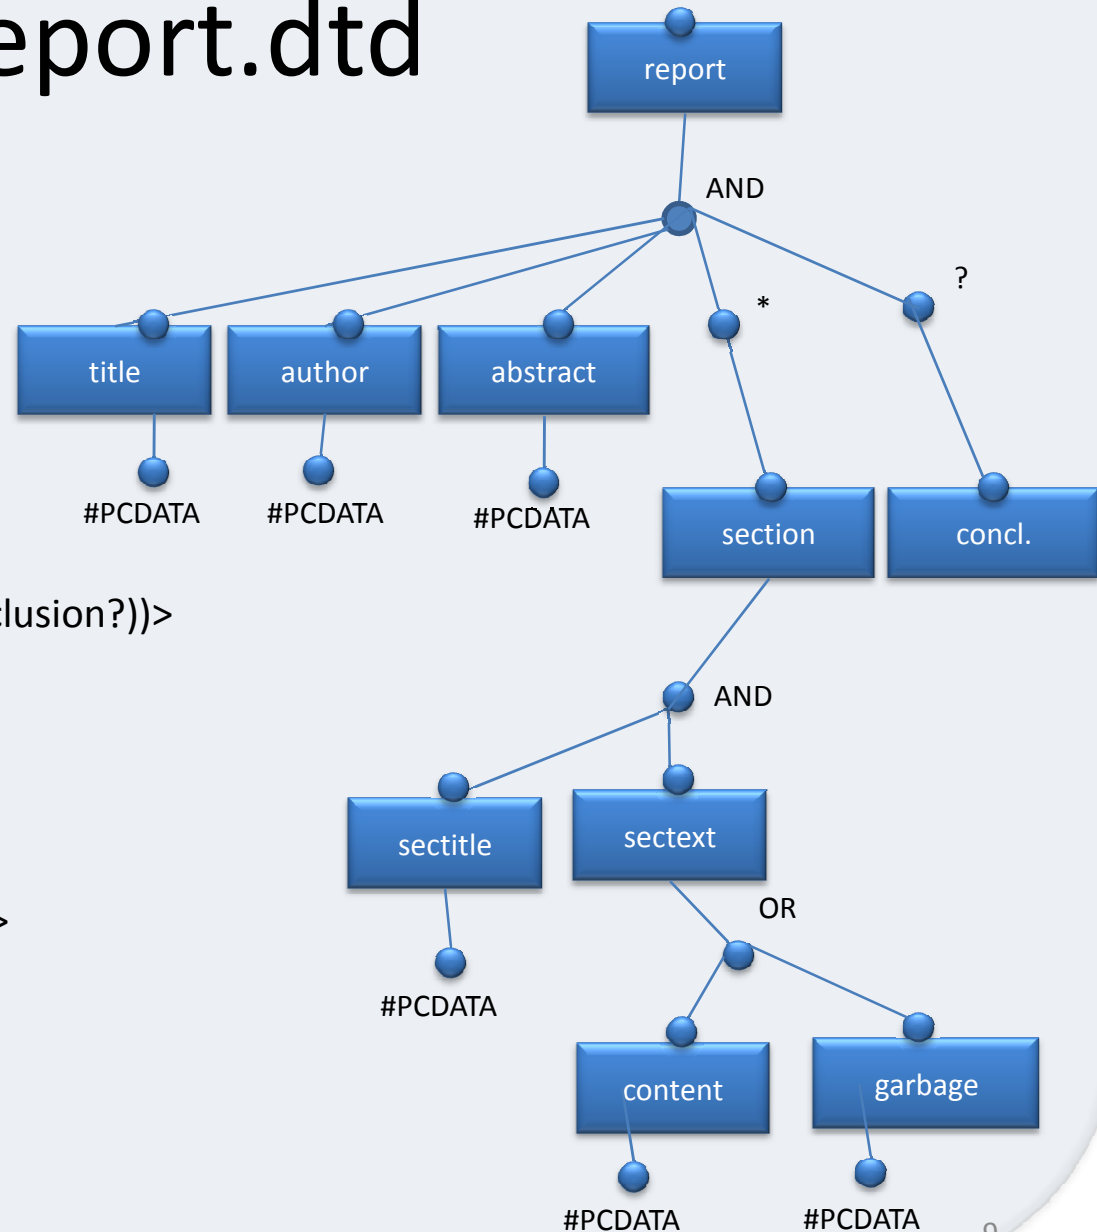 eport.dtd
report
AND
?
*
title
author
abstract
#PCDATA
#PCDATA
#PCDATA
section
concl.
clusion?))>
AND
sectitle
sectext
>
OR
#PCDATA
content
garbage
#PCDATA
#PCDATA